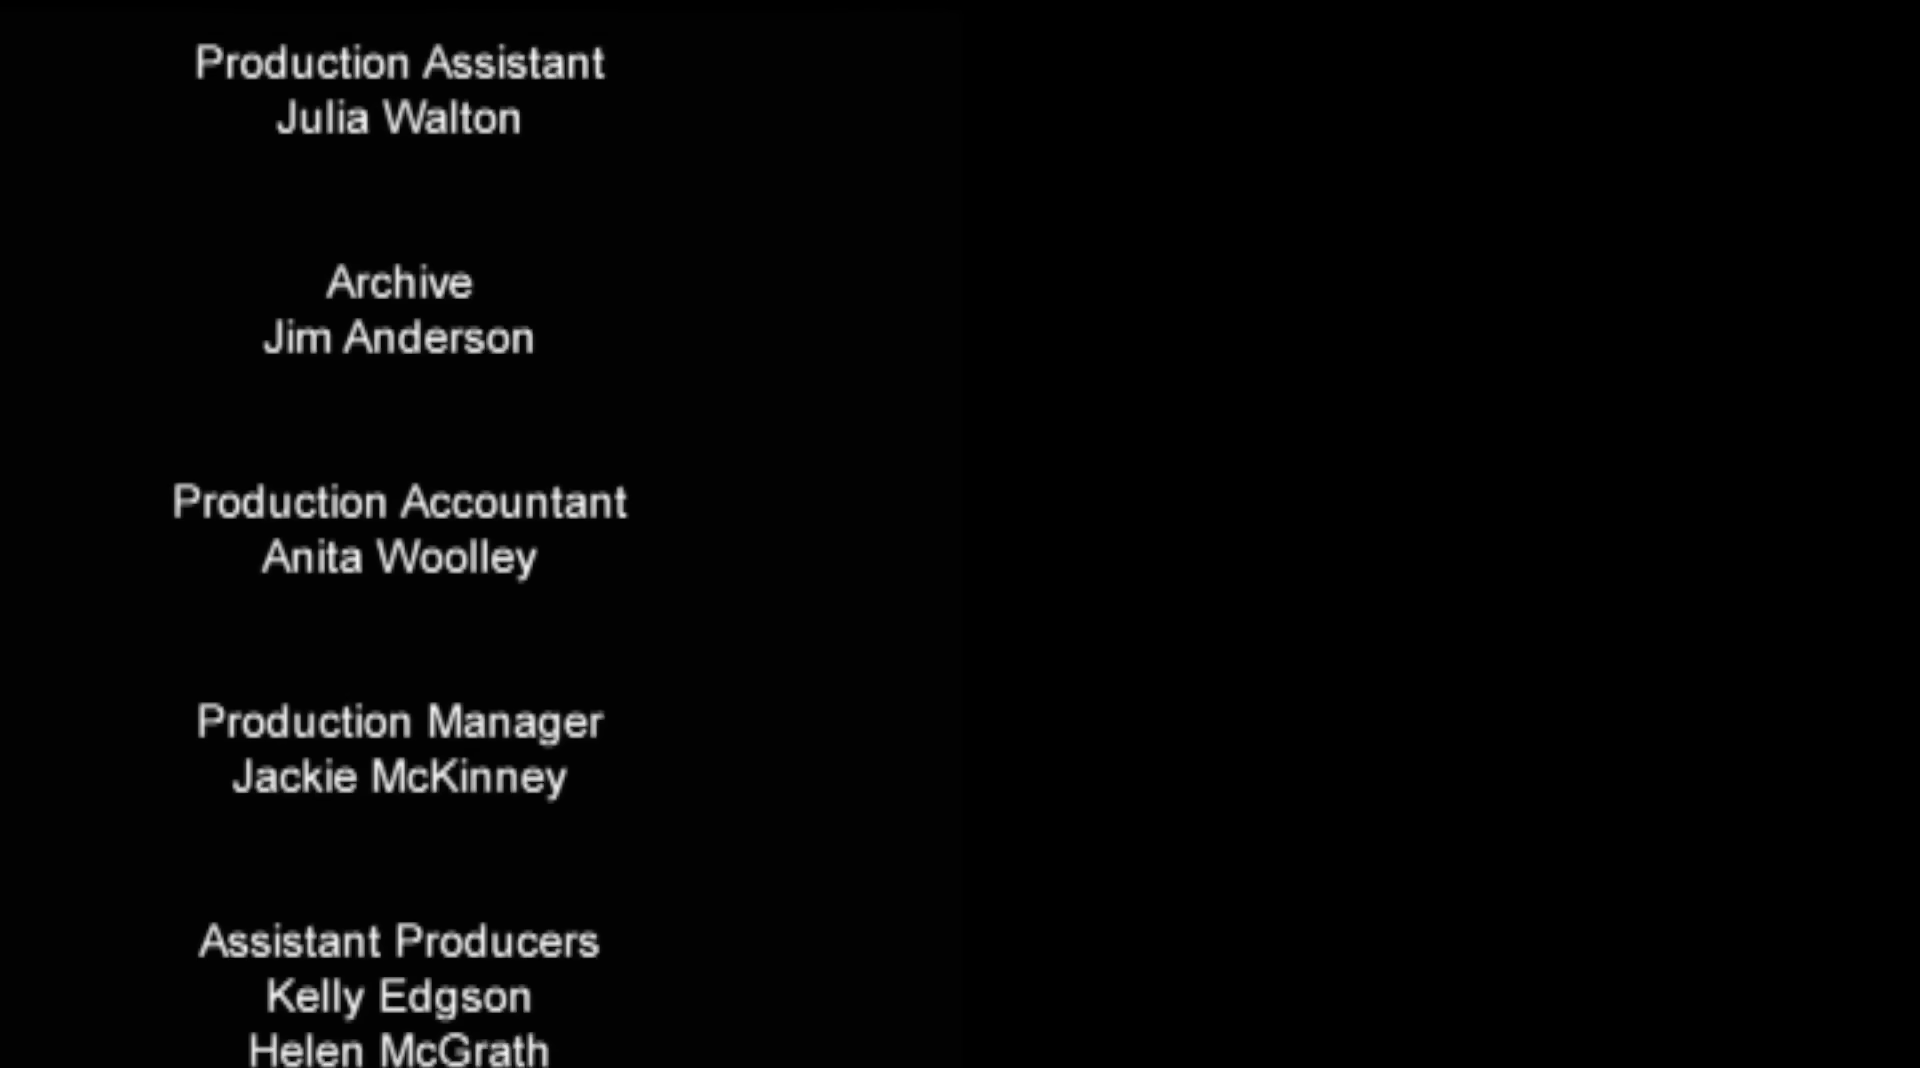 Production Assistant
Julia Walton
Archive
Jim Anderson
Production Accountant
Anita Woolley
Production Manager
Jackie McKinney
Assistant Producers
Kelly Edgson
Helen McGrath